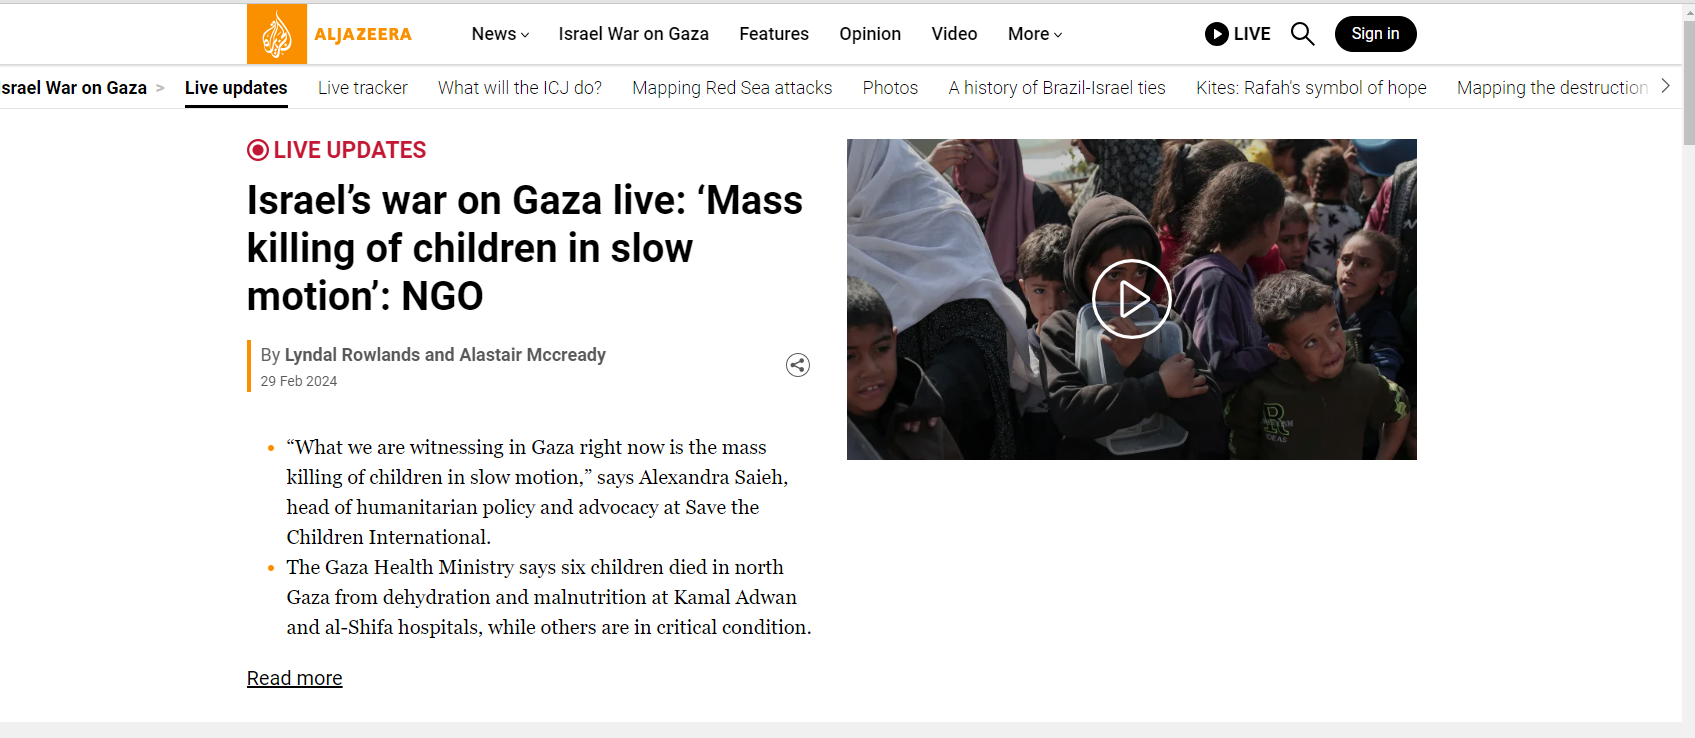 ALJAZEERA
News
Israel War on Gaza
Features
Opinion
Video
More
LIVE
Sign in
srael War on Gaza >
Live updates
Live tracker
What will the ICJ do?
Mapping Red Sea attacks
Photos
A history of Brazil-Israel ties
Kites: Rafah's symbol of hope
Mapping the destruction
LIVE UPDATES
Israel’s war on Gaza live: ‘Mass
killing of children in slow
motion’: NGO
By Lyndal Rowlands and Alastair Mccready
29 Feb 2024
• “What we are witnessing in Gaza right now is the mass
killing of children in slow motion,” says Alexandra Saieh,
head of humanitarian policy and advocacy at Save the
Children International.
• The Gaza Health Ministry says six children died in north
Gaza from dehydration and malnutrition at Kamal Adwan
and al-Shifa hospitals, while others are in critical condition.
Read more
R
IDEAS